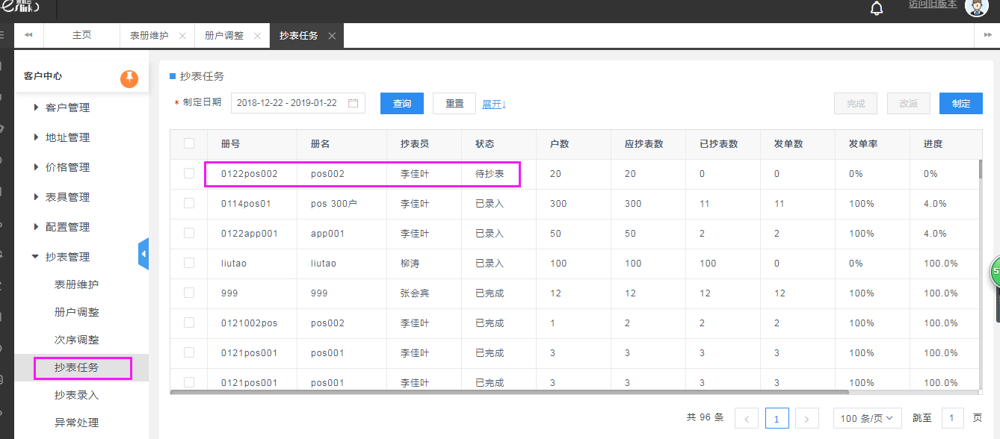 访问旧版本
主页
表册维护
册户调整
抄表任务
客户中心
客户管理
地址管理
价格管理
表具管理
配置管理
抄表管理
表册维护
册户调整
次序调整
抄表任务
抄表录入
异常处理
抄表任务
* 制定日期 2018-12-22 - 2019-01-22 查询 重置 展开↓ 完成 改派 制定
册号 册名 抄表员 状态 户数 应抄表数 已抄表数 发单数 发单率 进度
0122pos002 pos002 李佳叶 待抄表 20 20 0 0 0% 0%
0114pos01 pos 300户 李佳叶 已录入 300 300 11 11 100% 4.0%
0122app001 app001 李佳叶 已录入 50 50 2 2 100% 4.0%
liutao liutao 柳涛 已录入 100 100 100 0 0% 100.0%
999 999 张会宾 已完成 12 12 12 12 100% 100.0%
0121002pos pos002 李佳叶 已完成 1 2 2 2 100% 100.0%
0121pos001 pos001 李佳叶 已完成 3 3 3 3 100% 100.0%
0121pos001 pos001 李佳叶 已完成 3 3 3 3 100% 100.0%
共 96 条 1 100 条/页 跳至 1 页